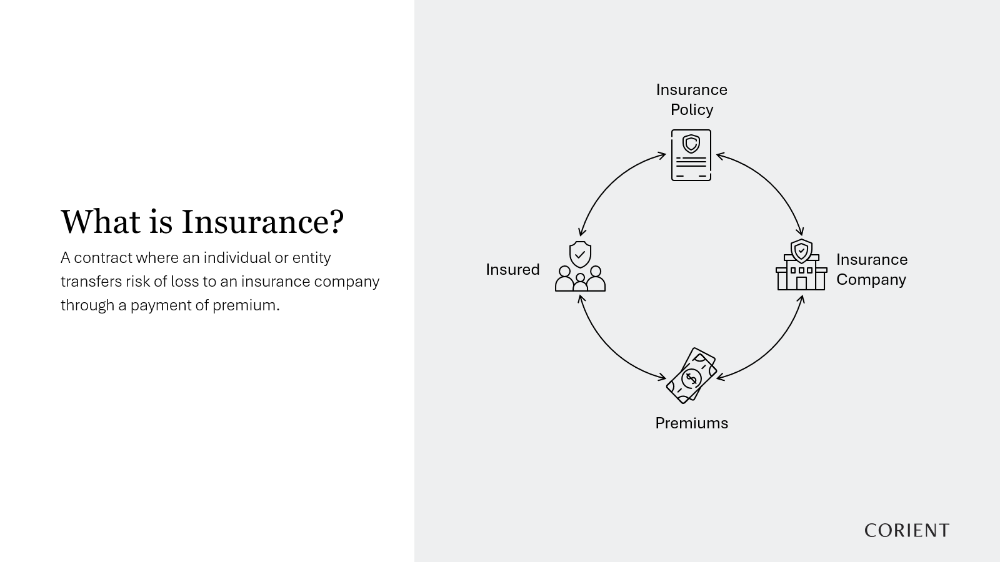 What is Insurance?
A contract where an individual or entity
transfers risk of loss to an insurance company
through a payment of premium.
Insurance
Policy
Insured
Insurance
Company
$
Premiums
CORIENT